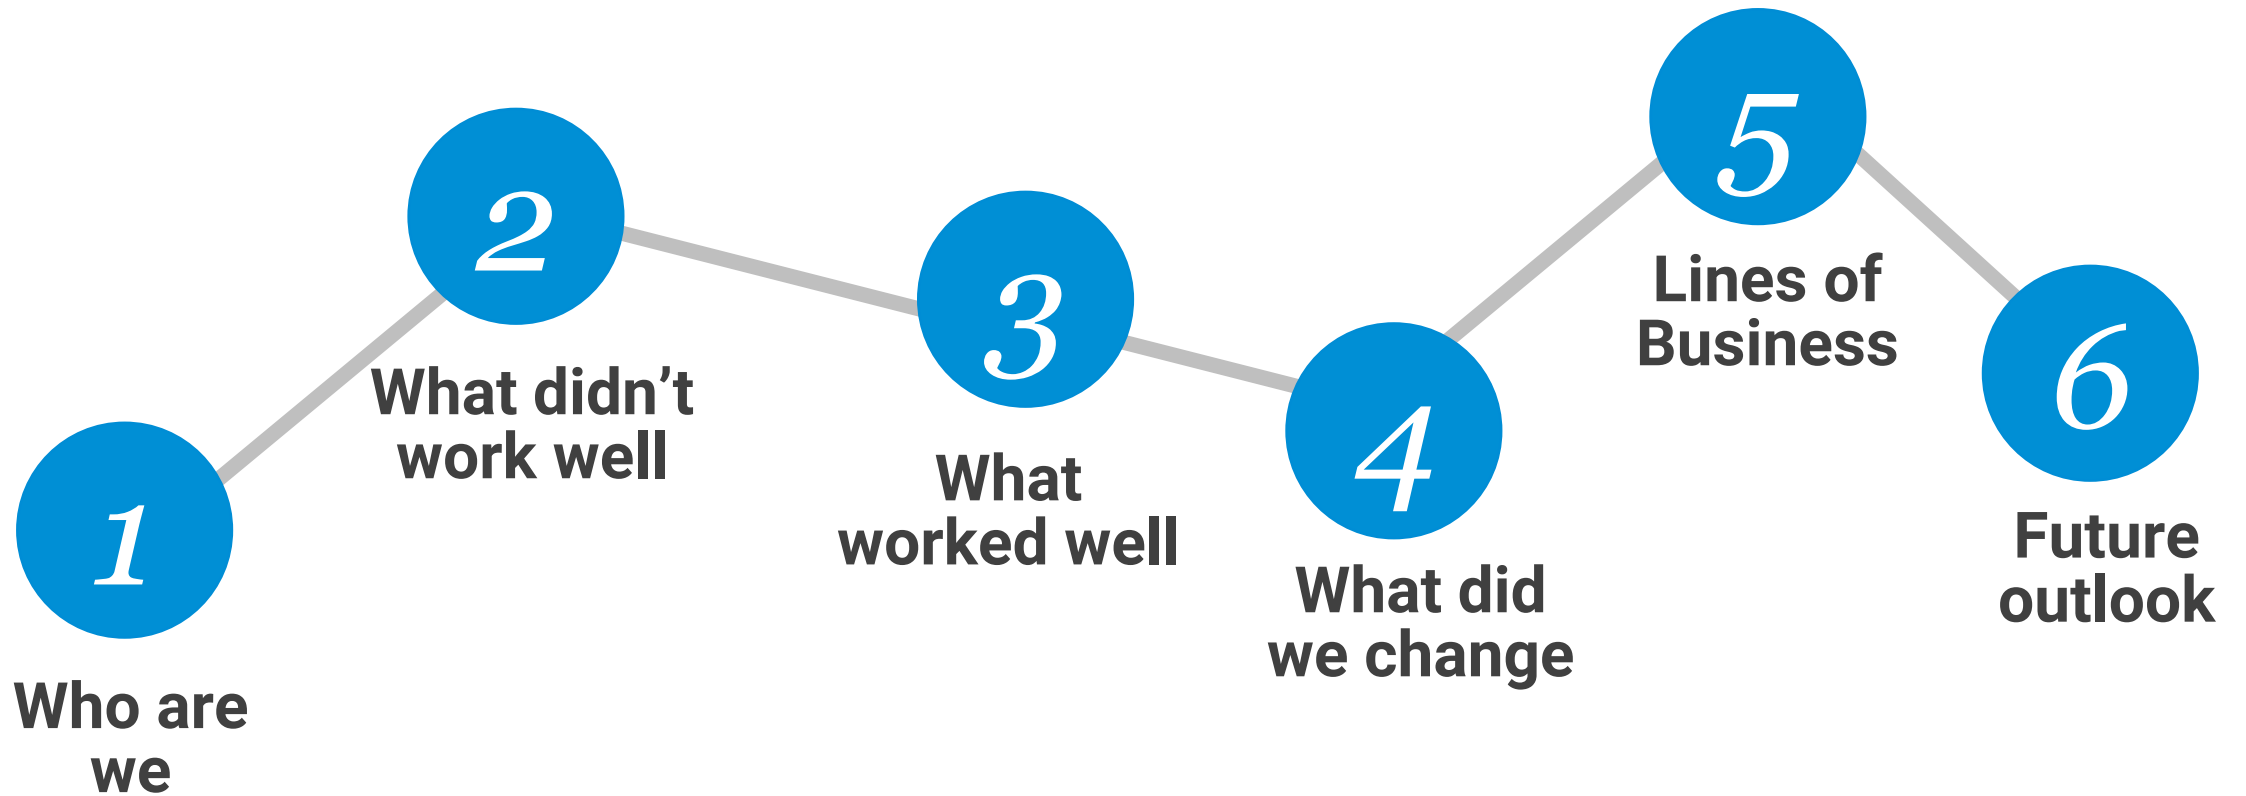 1
Who are
we
2
What didn’t
work well
3
What
worked well
4
What did
we change
5
Lines of
Business
6
Future
outlook